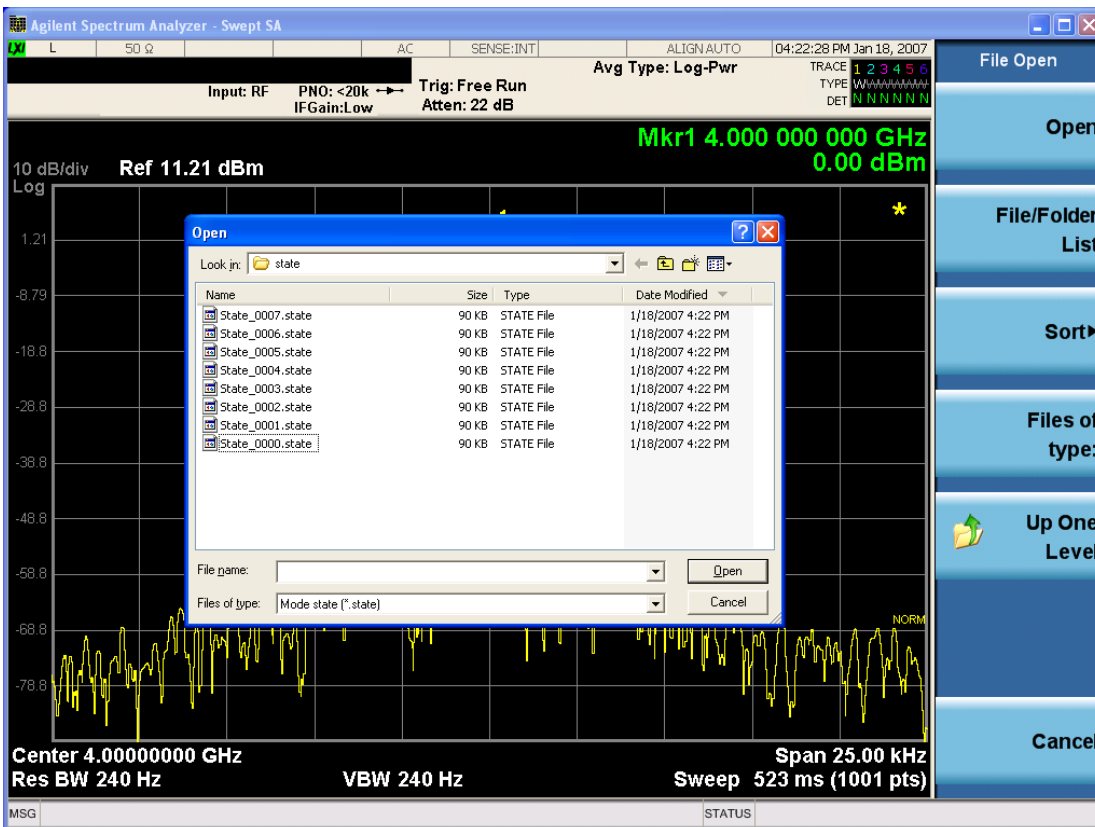 Agilent Spectrum Analyzer - Swept SA
LXI L 50 Ω AC SENSE:INT ALIGN AUTO 04:22:28 PM Jan 18, 2007
Input: RF PNO: <20k IFGain:Low
Trig: Free Run
Atten: 22 dB
Avg Type: Log-Pwr
TRACE 1 2 3 4 5 6
TYPE WWWWWW
DET N N N N N N
Mkr1 4.000 000 000 GHz
0.00 dBm
10 dB/div Ref 11.21 dBm
Log
1.21
-8.79
-18.8
-28.8
-38.8
-48.8
-58.8
-68.8
-78.8
NORM
Open
Look in: state
Name Size Type Date Modified
State_0007.state 90 KB STATE File 1/18/2007 4:22 PM
State_0006.state 90 KB STATE File 1/18/2007 4:22 PM
State_0005.state 90 KB STATE File 1/18/2007 4:22 PM
State_0004.state 90 KB STATE File 1/18/2007 4:22 PM
State_0003.state 90 KB STATE File 1/18/2007 4:22 PM
State_0002.state 90 KB STATE File 1/18/2007 4:22 PM
State_0001.state 90 KB STATE File 1/18/2007 4:22 PM
State_0000.state 90 KB STATE File 1/18/2007 4:22 PM
File name: Open
Files of type: Mode state (*.state) Cancel
Center 4.00000000 GHz Span 25.00 kHz
Res BW 240 Hz VBW 240 Hz Sweep 523 ms (1001 pts)
MSG STATUS
File Open
Open
File/Folder
List
Sort
Files of
type:
Up One
Level
Cancel